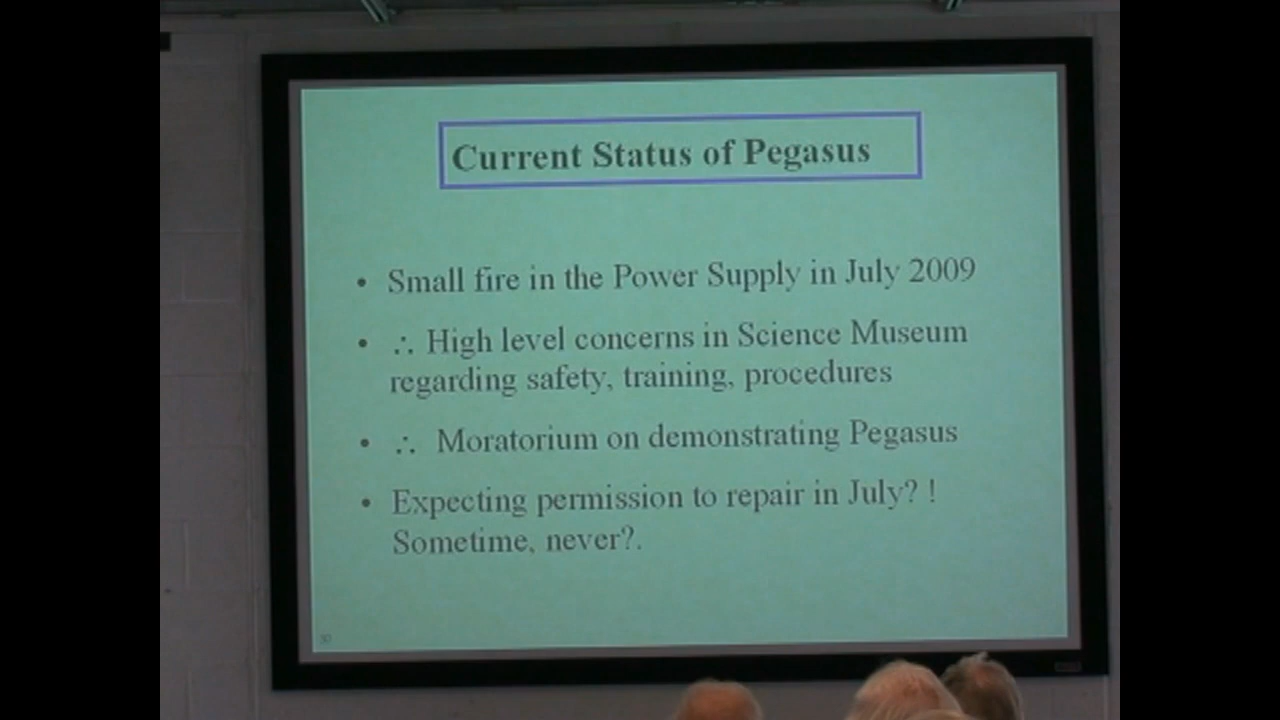 Current Status of Pegasus
• Small fire in the Power Supply in July 2009
• ∴ High level concerns in Science Museum
regarding safety, training, procedures
• ∴ Moratorium on demonstrating Pegasus
• Expecting permission to repair in July? !
Sometime, never?.
30